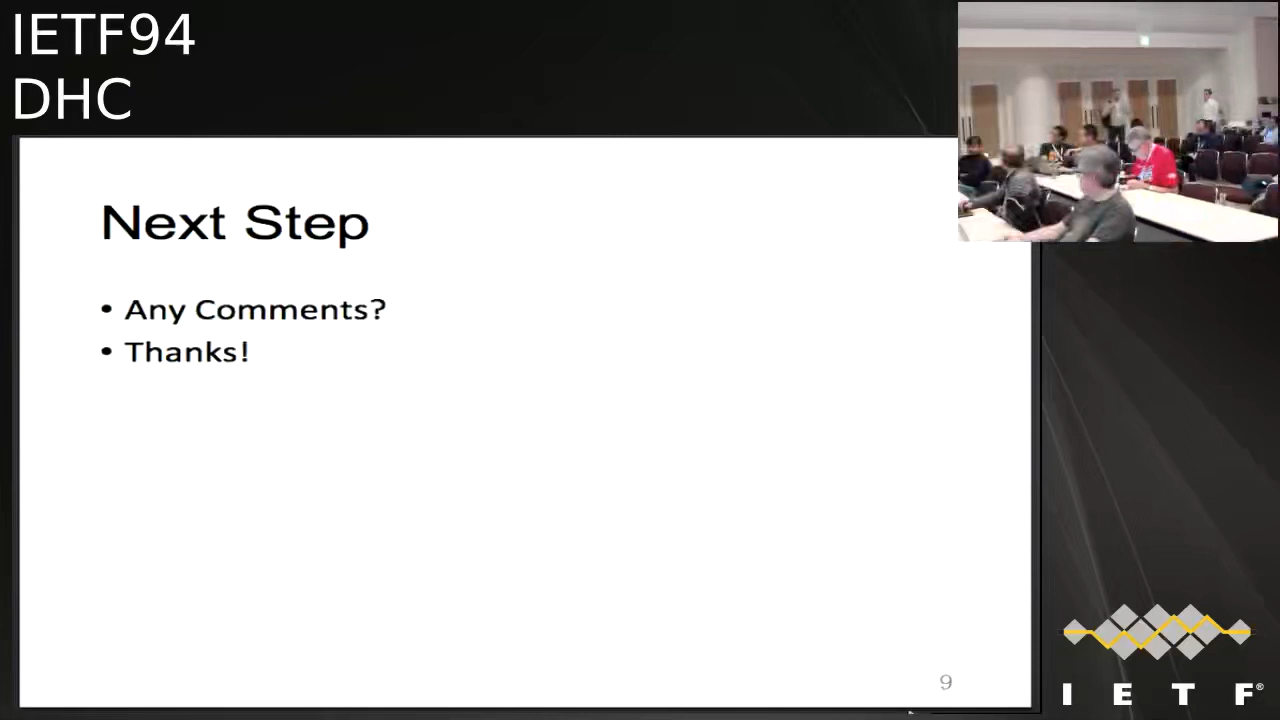 IETF94
DHC
Next Step
• Any Comments?
• Thanks!
9
I E T F®